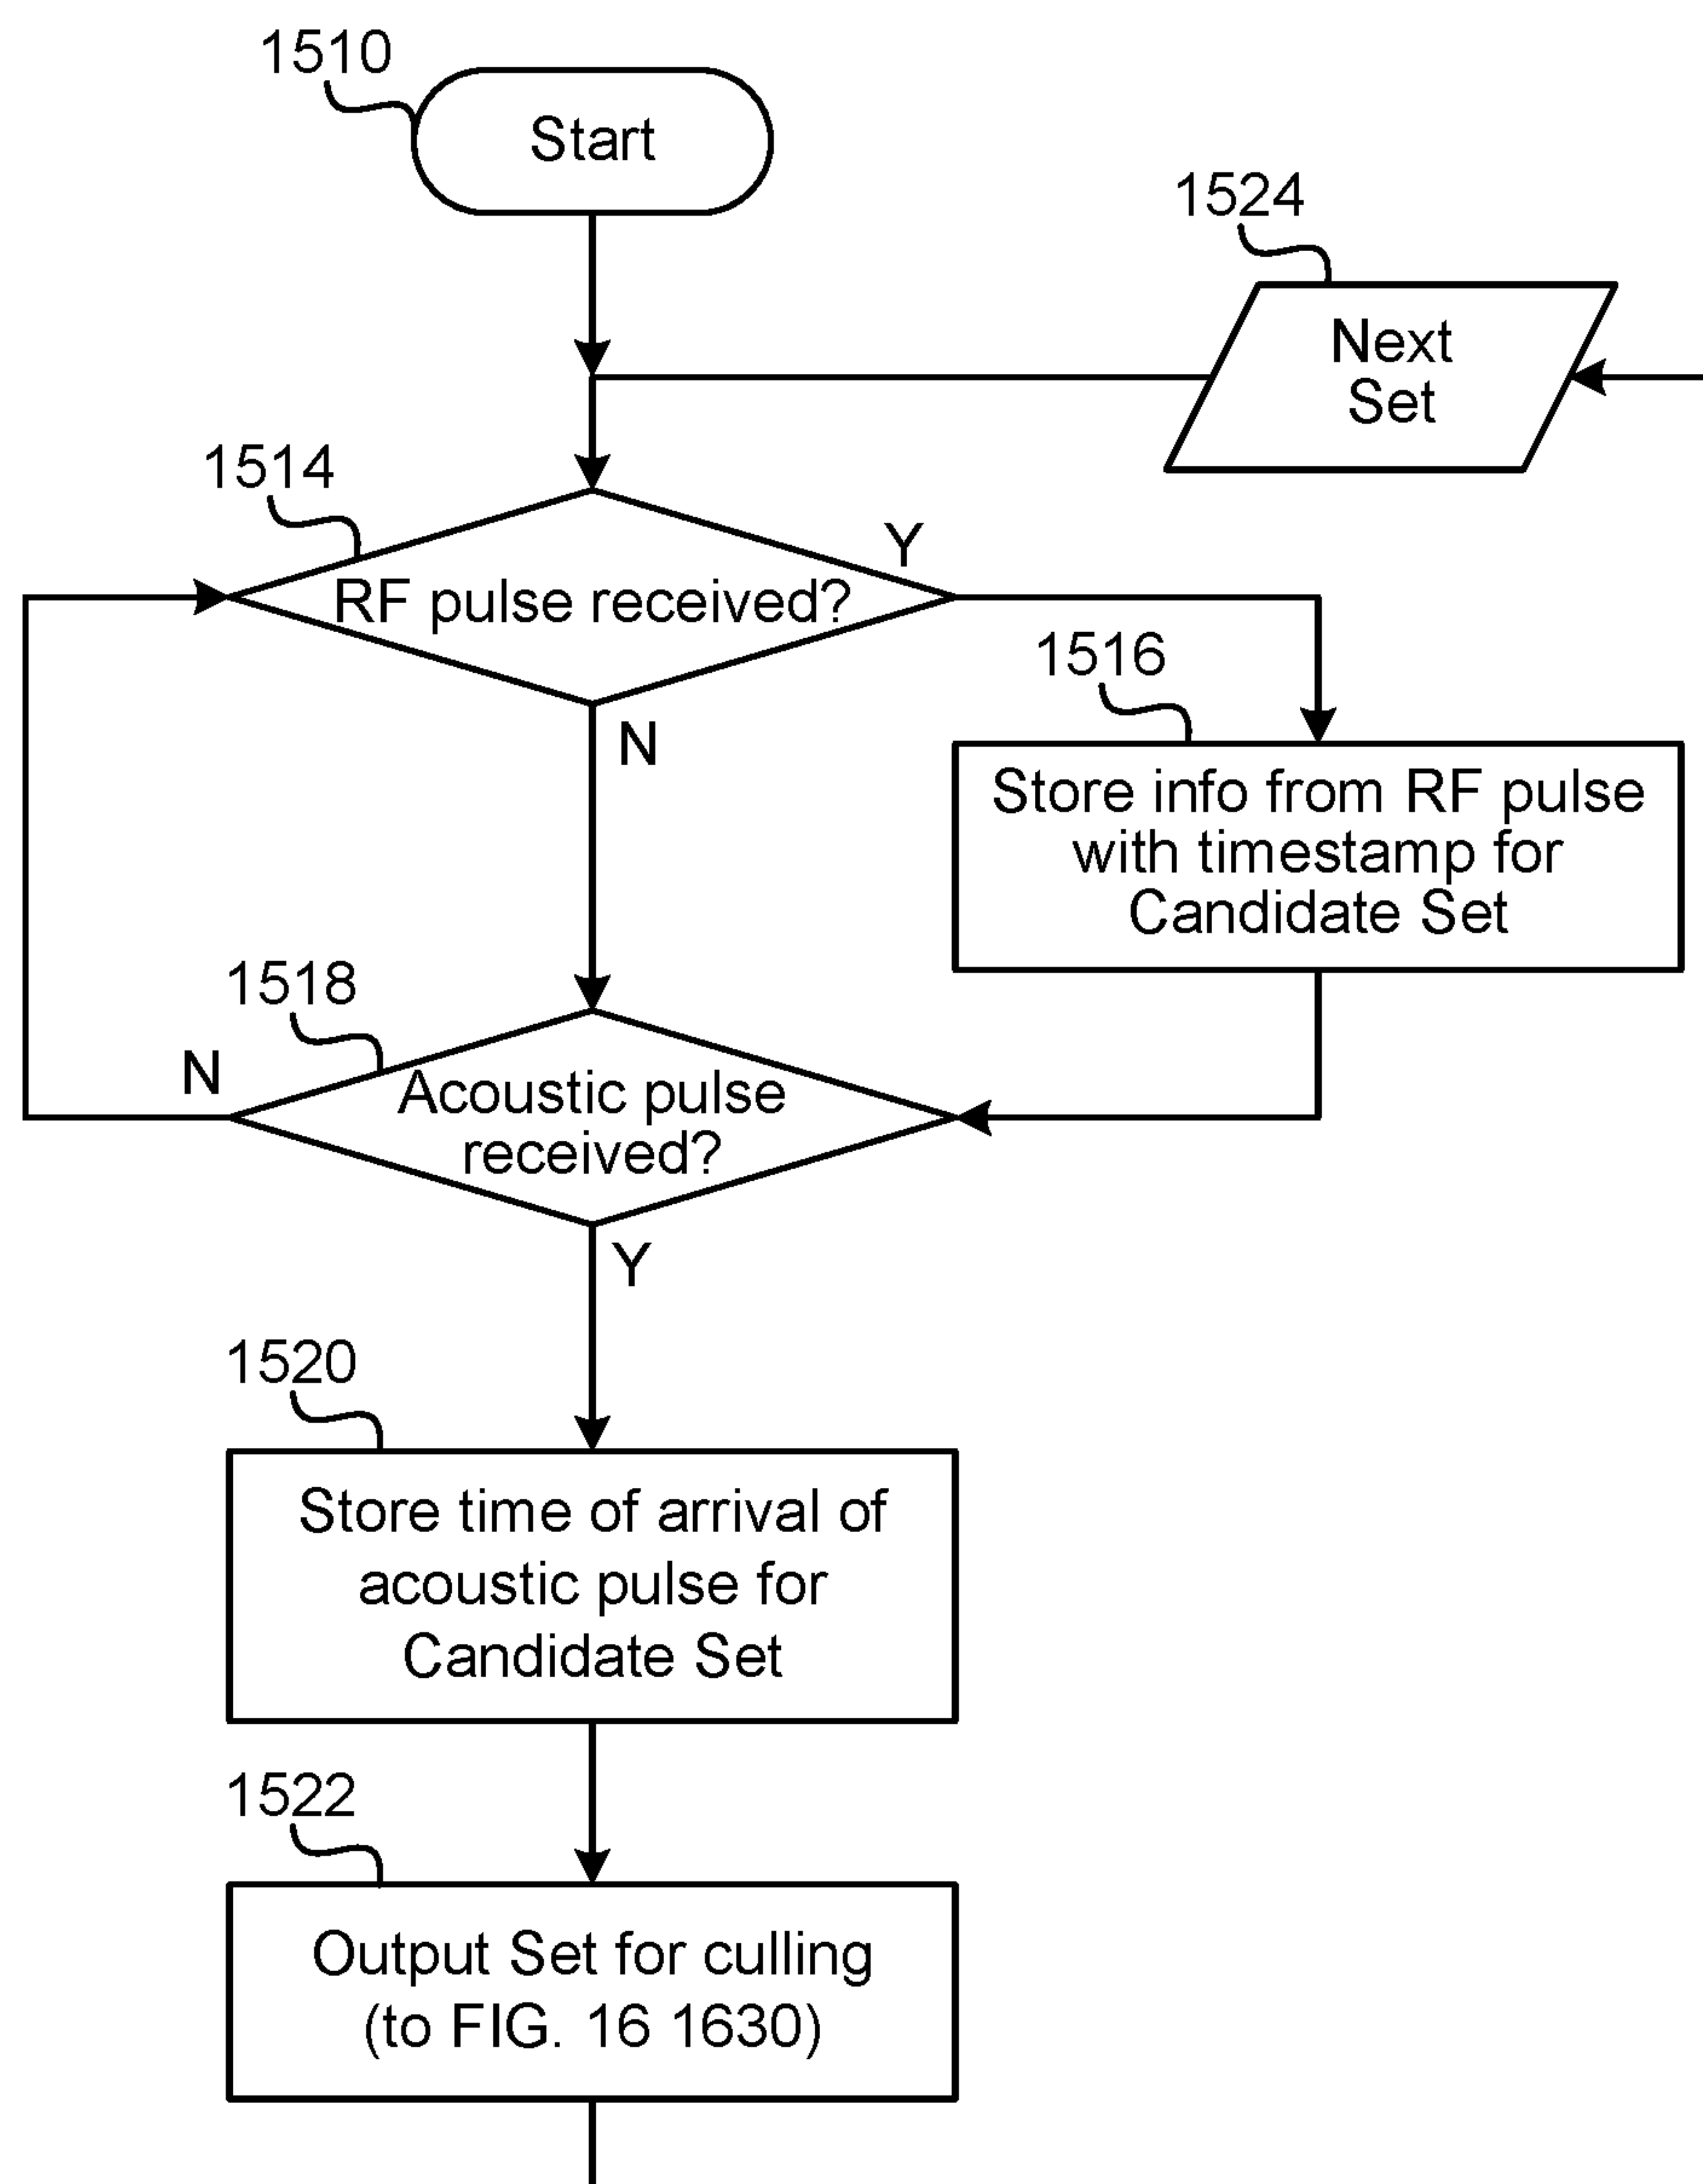 1510
Start
1524
Next
Set
1514
Y
RF pulse received?
1516
N
Store info from RF pulse
with timestamp for
Candidate Set
1518
N
Acoustic pulse
received?
Y
1520
Store time of arrival of
acoustic pulse for
Candidate Set
1522
Output Set for culling
(to FIG. 16 1630)